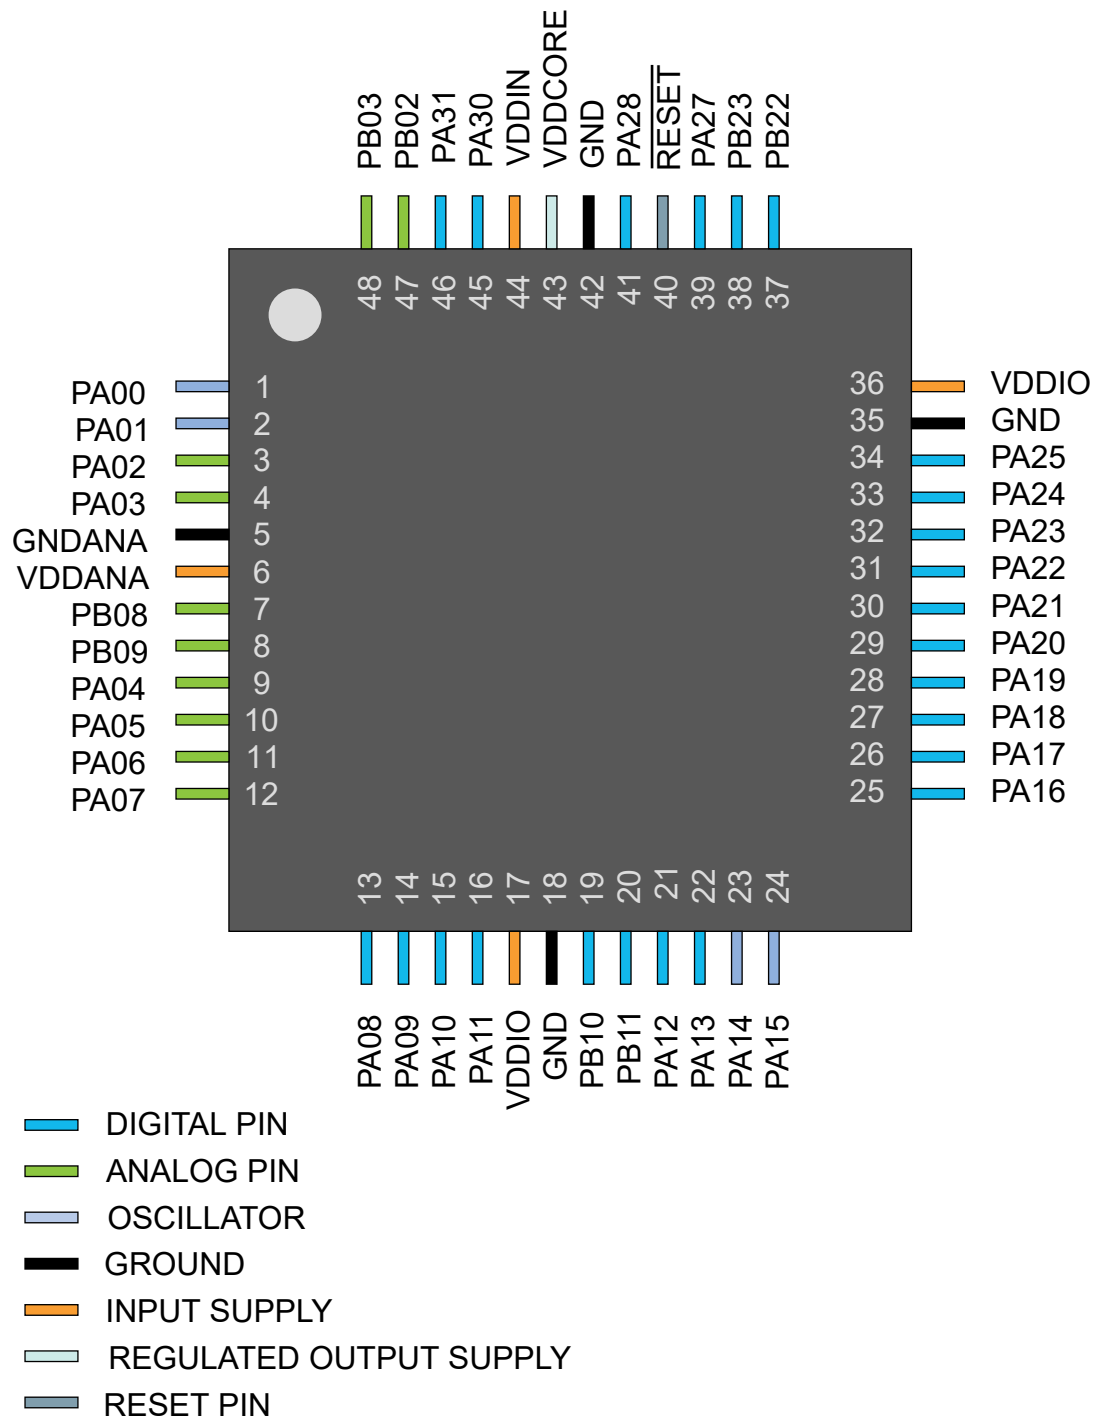 PB03
PB02
PA31
PA30
VDDIN
VDDCORE
GND
PA28
RESET
PA27
PB23
PB22
48
47
46
45
44
43
42
41
40
39
38
37
PA00
1
PA01
2
PA02
3
PA03
4
GNDANA
5
VDDANA
6
PB08
7
PB09
8
PA04
9
PA05
10
PA06
11
PA07
12
36
VDDIO
35
GND
34
PA25
33
PA24
32
PA23
31
PA22
30
PA21
29
PA20
28
PA19
27
PA18
26
PA17
25
PA16
13
14
15
16
17
18
19
20
21
22
23
24
PA08
PA09
PA10
PA11
VDDIO
GND
PB10
PB11
PA12
PA13
PA14
PA15
DIGITAL PIN
ANALOG PIN
OSCILLATOR
GROUND
INPUT SUPPLY
REGULATED OUTPUT SUPPLY
RESET PIN